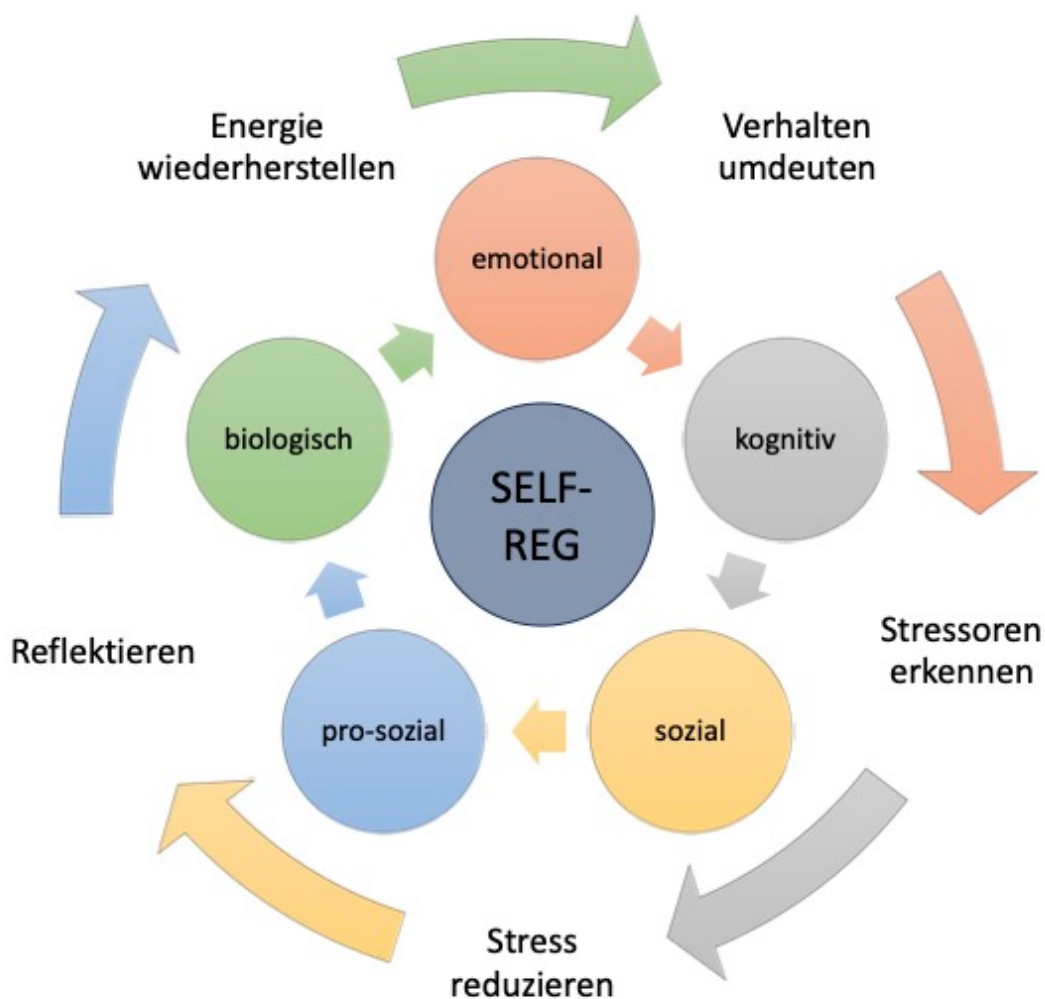 Energie
wiederherstellen
Verhalten
umdeuten
emotional
biologisch
kognitiv
SELF-
REG
Reflektieren
Stressoren
erkennen
pro-sozial
sozial
Stress
reduzieren